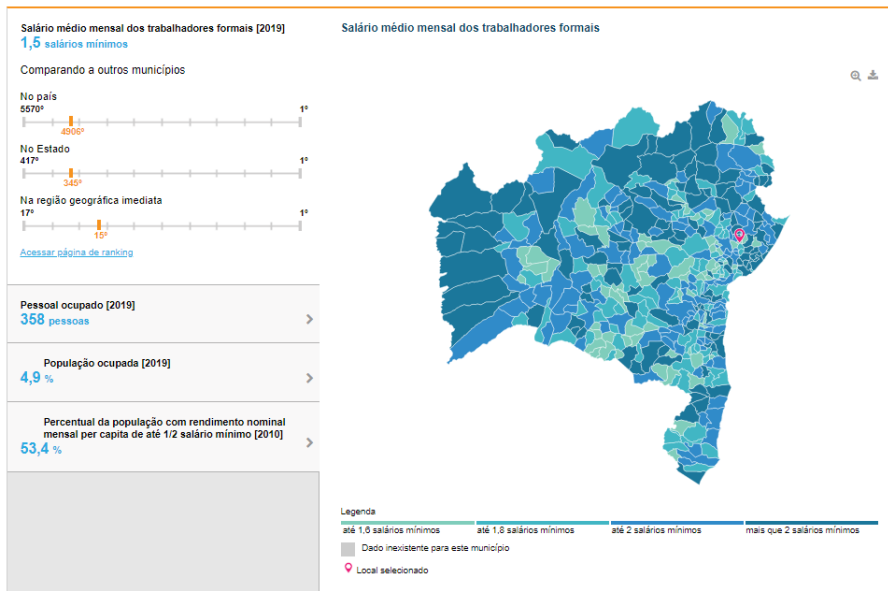 Salário médio mensal dos trabalhadores formais [2019]
1,5 salários mínimos
Comparando a outros municípios
No país
5570º 1º
4906º
No Estado
417º 1º
345º
Na região geográfica imediata
17º 1º
15º
Acessar página de ranking
Pessoal ocupado [2019]
358 pessoas
População ocupada [2019]
4,9 %
Percentual da população com rendimento nominal
mensal per capita de até 1/2 salário mínimo [2010]
53,4 %
Salário médio mensal dos trabalhadores formais
Legenda
até 1,6 salários mínimos até 1,8 salários mínimos até 2 salários mínimos mais que 2 salários mínimos
Dado inexistente para este município
Local selecionado